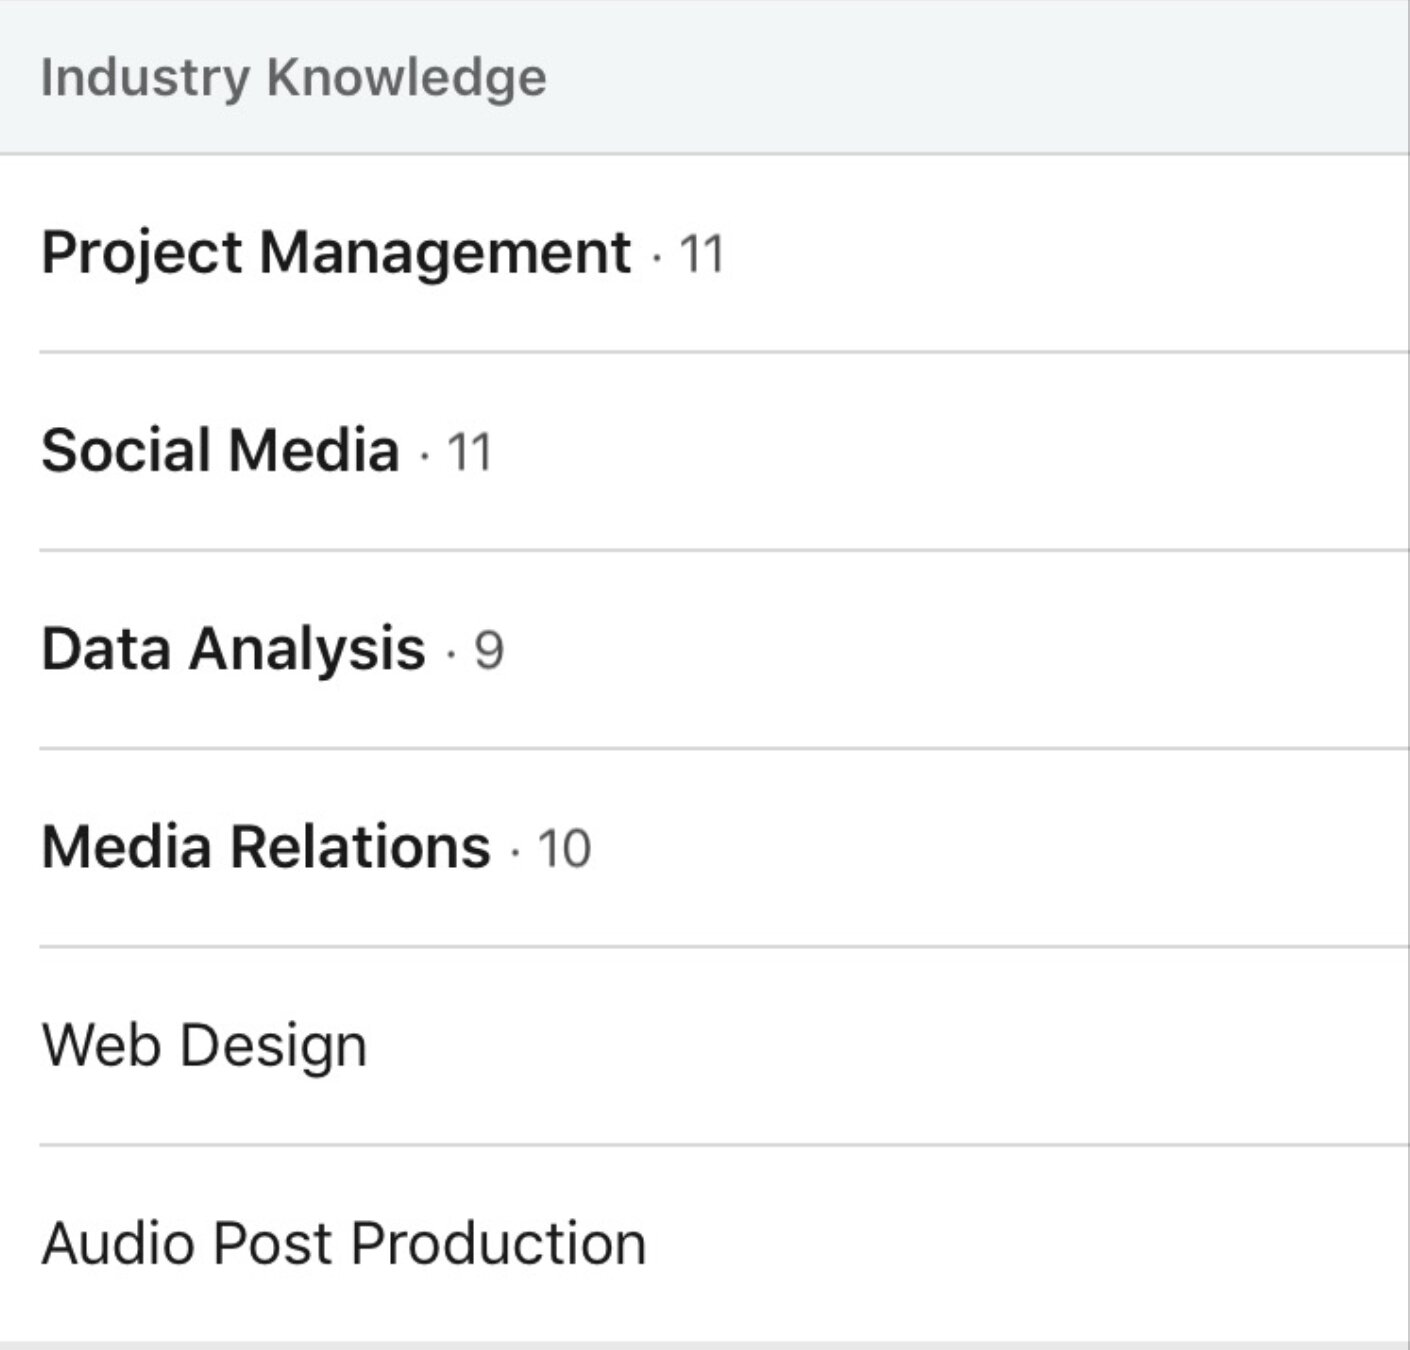 Industry Knowledge
Project Management · 11
Social Media · 11
Data Analysis · 9
Media Relations · 10
Web Design
Audio Post Production